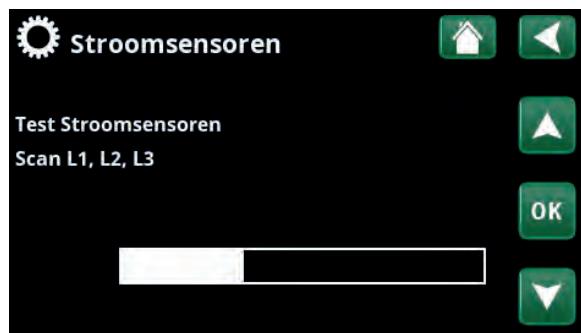 Stroomsensoren
Test Stroomsensoren
Scan L1, L2, L3
OK